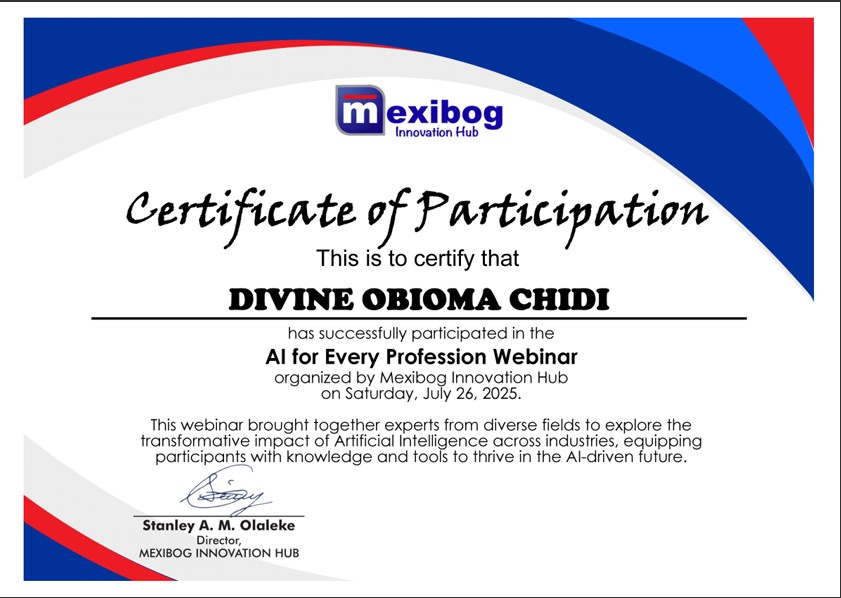 mexibog
Innovation Hub
Certificate of Participation
This is to certify that
DIVINE OBIOMA CHIDI
has successfully participated in the
AI for Every Profession Webinar
organized by Mexibog Innovation Hub
on Saturday, July 26, 2025.
This webinar brought together experts from diverse fields to explore the
transformative impact of Artificial Intelligence across industries, equipping
participants with knowledge and tools to thrive in the AI-driven future.
Stanley A. M. Olaleke
Director,
MEXIBOG INNOVATION HUB